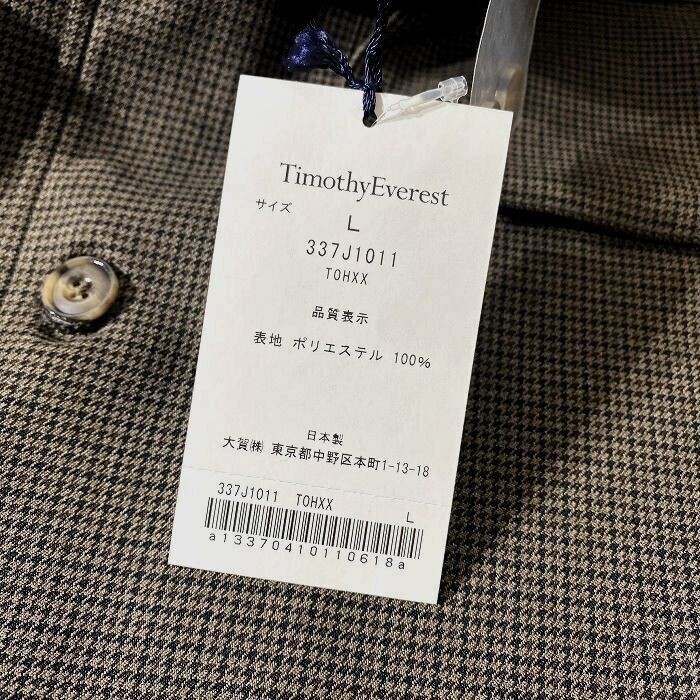 TimothyEverest
サイズ
L
337J1011
TOHXX
品質表示
表地 ポリエステル 100%
日本製
大賀㈱ 東京都中野区本町1-13-18
337J1011 TOHXX L
a13370410110618a